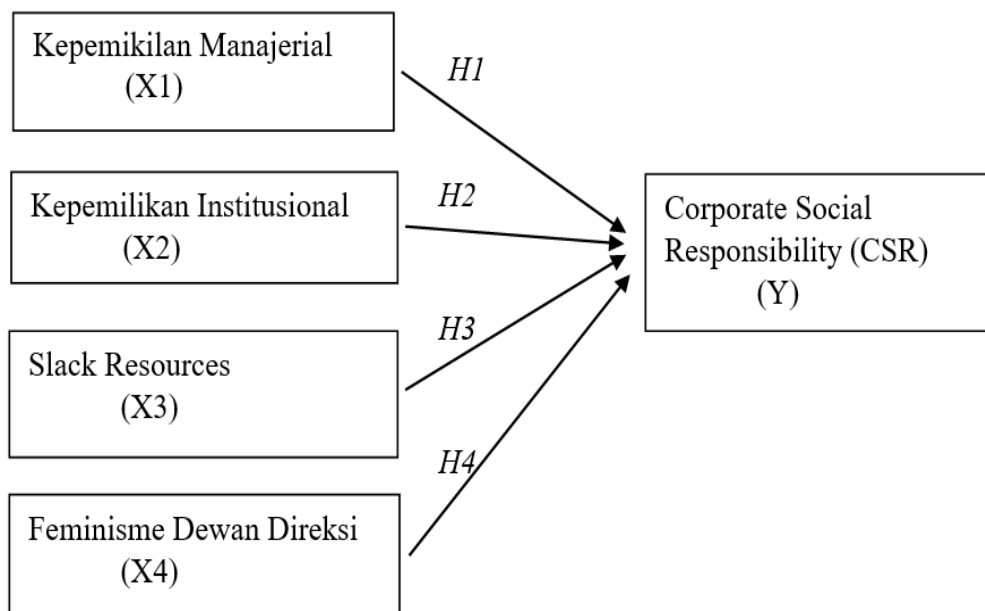 Kepemikilan Manajerial
(X1)
H1
Kepemilikan Institusional
(X2)
H2
Corporate Social
Responsibility (CSR)
(Y)
Slack Resources
(X3)
H3
Feminisme Dewan Direksi
(X4)
H4